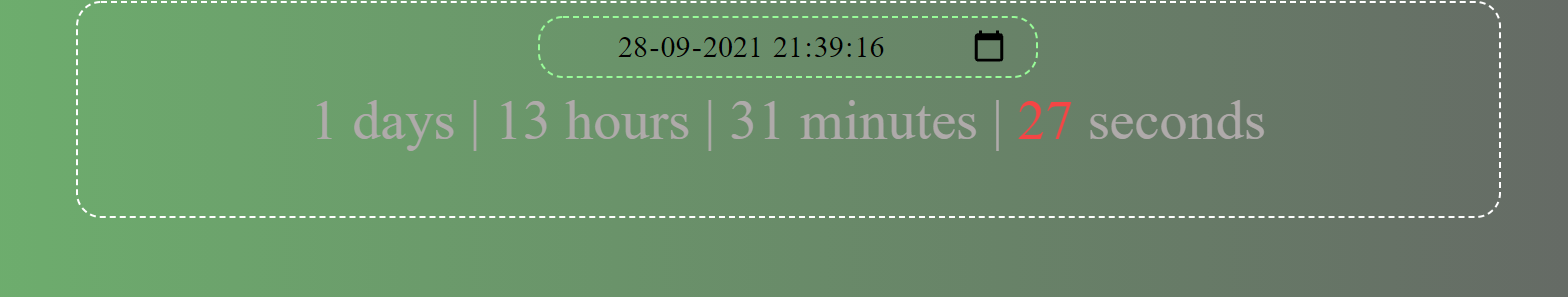 28-09-2021 21:39:16
1 days | 13 hours | 31 minutes | 27 seconds